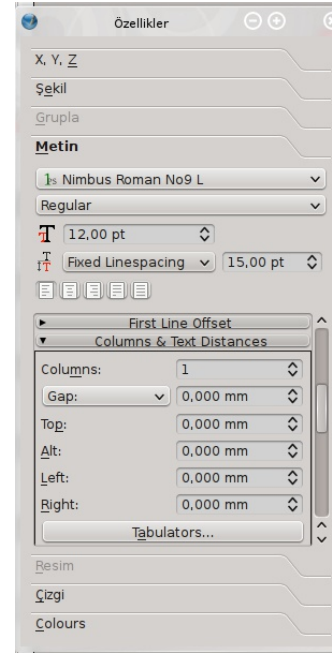 Özellikler
X, Y, Z
Şekil
Grupla
Metin
Nimbus Roman No9 L
Regular
12,00 pt
Fixed Linespacing 15,00 pt
First Line Offset
Columns & Text Distances
Columns: 1
Gap: 0,000 mm
Top: 0,000 mm
Alt: 0,000 mm
Left: 0,000 mm
Right: 0,000 mm
Tabulators...
Resim
Çizgi
Colours